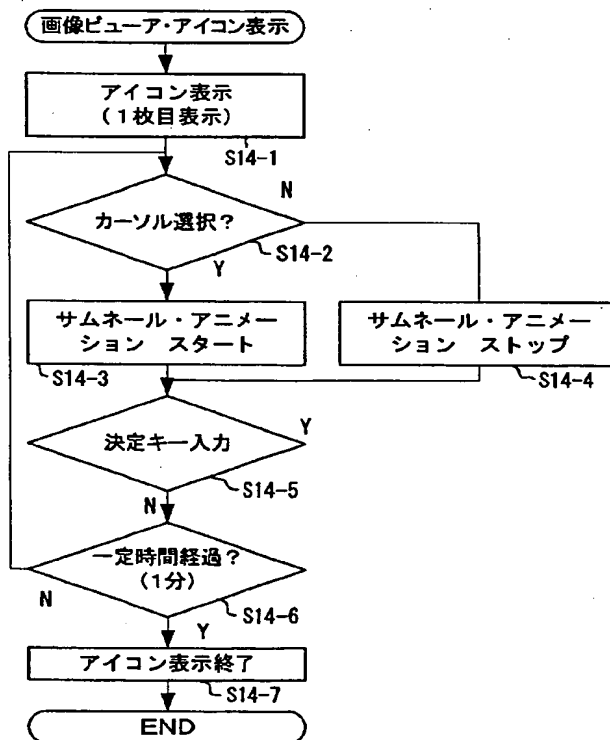 画像ビューア・アイコン表示
アイコン表示
(1枚目表示)
S14-1
N
カーソル選択?
S14-2
Y
サムネール・アニメー
ション スタート
S14-3
サムネール・アニメー
ション ストップ
S14-4
Y
決定キー入力
S14-5
N
一定時間経過?
(1分)
N
S14-6
Y
アイコン表示終了
S14-7
END